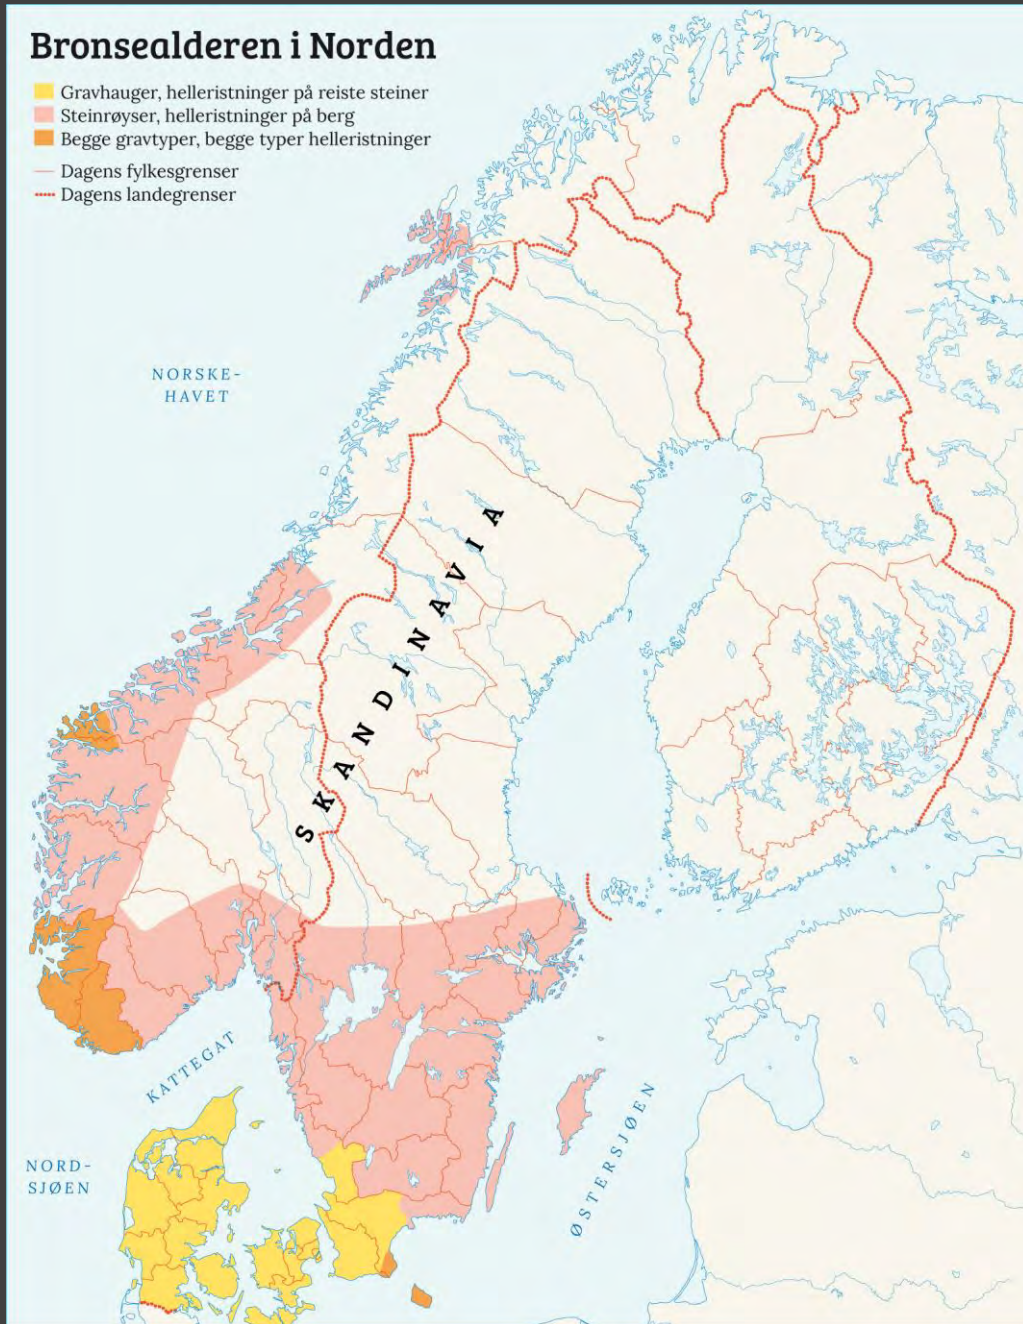 Bronsealderen i Norden
Gravhauger, helleristninger på reiste steiner
Steinrøyser, helleristninger på berg
Begge gravtyper, begge typer helleristninger
Dagens fylkesgrenser
Dagens landegrenser
NORSKE-
HAVET
SKANDINAVIA
KATTEGAT
NORD-
SJØEN
ØSTERSJØEN